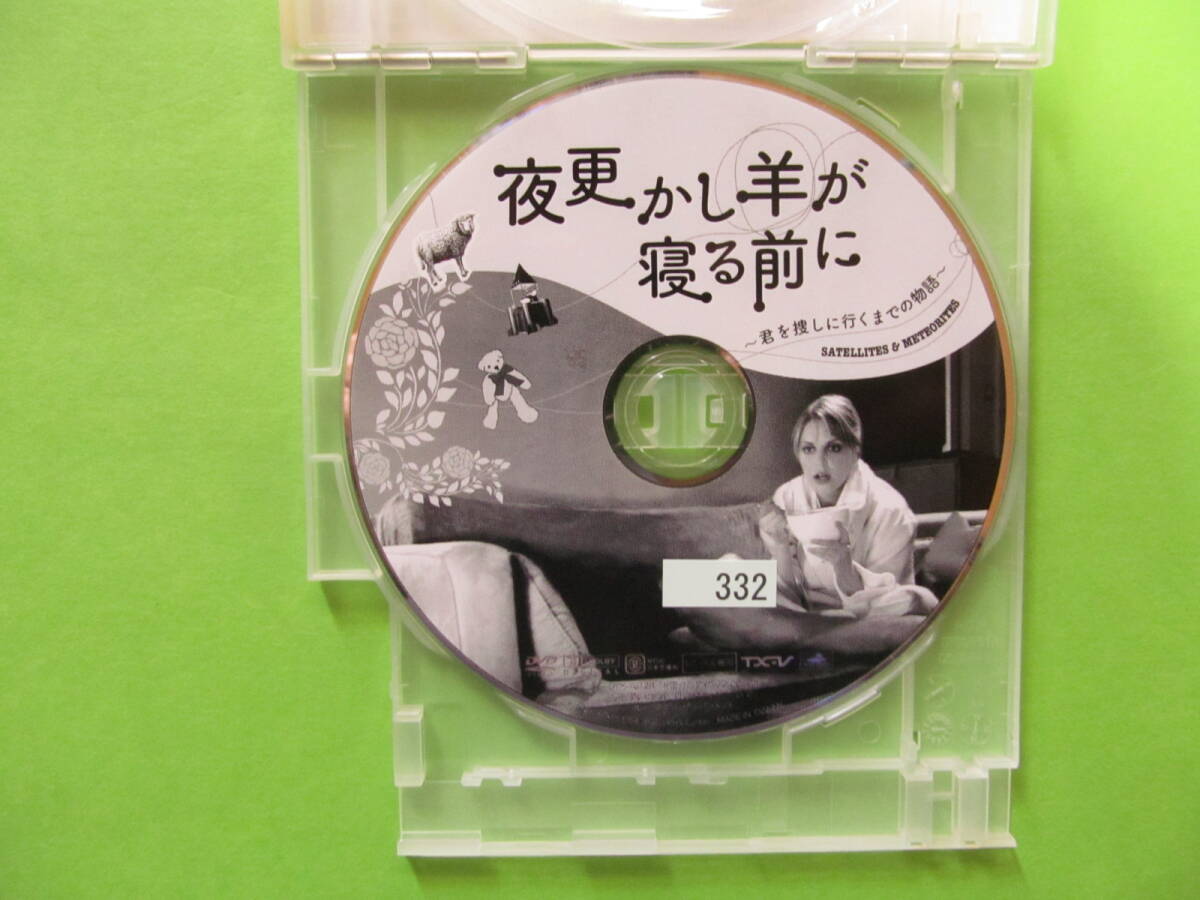 夜更かし羊が
寝る前に
~君を捜しに行くまでの物語~
SATELLITES & METEORITES
332
DVD
TX-V
MADE IN